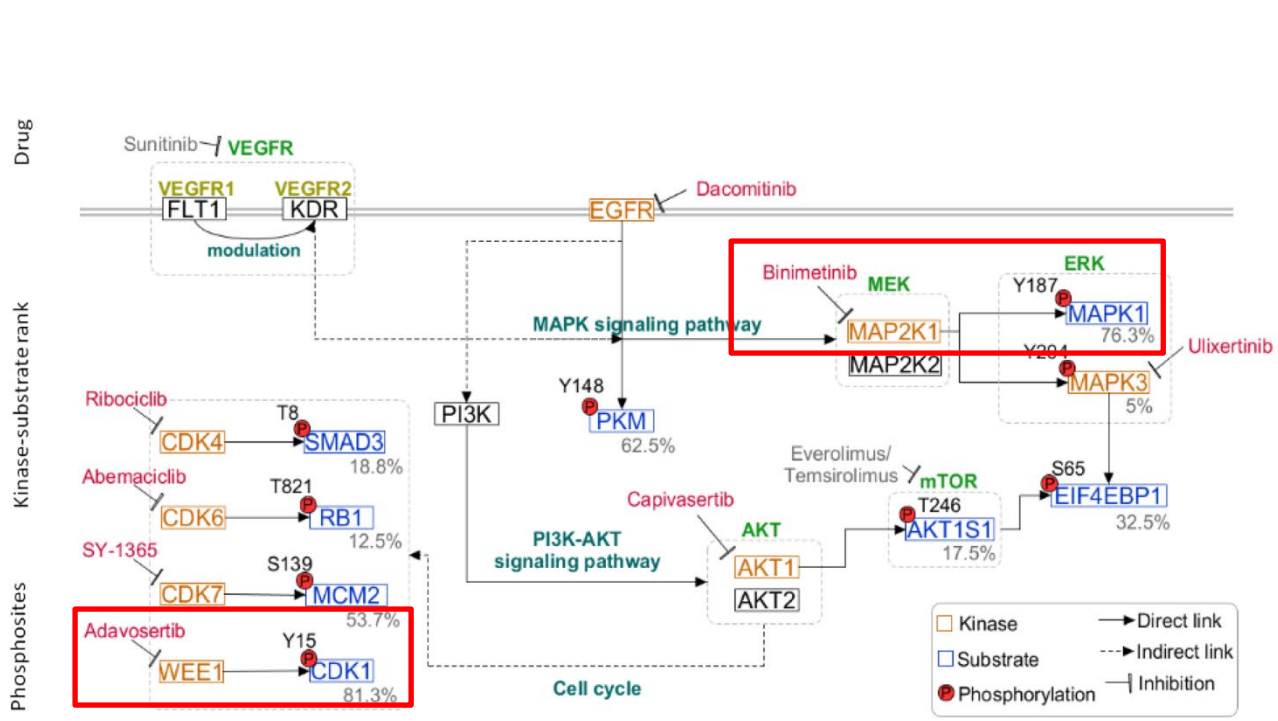 Drug
Kinase-substrate rank
Phosphosites
Sunitinib
VEGFR
VEGFR1
VEGFR2
FLT1
KDR
modulation
EGFR
Dacomitinib
Binimetinib
MEK
ERK
Y187
P
MAPK1
76.3%
MAP2K1
MAP2K2
MAPK signaling pathway
Y204
P
MAPK3
5%
Ulixertinib
Ribociclib
CDK4
T8
P
SMAD3
18.8%
Abemaciclib
CDK6
T821
P
RB1
12.5%
SY-1365
CDK7
S139
P
MCM2
53.7%
Adavosertib
WEE1
Y15
P
CDK1
81.3%
PI3K
Y148
P
PKM
62.5%
Everolimus/
Temsirolimus
mTOR
T246
P
AKT1S1
17.5%
S65
P
EIF4EBP1
32.5%
Capivasertib
AKT
AKT1
AKT2
PI3K-AKT
signaling pathway
Cell cycle
Kinase
Substrate
P
Phosphorylation
Direct link
Indirect link
Inhibition